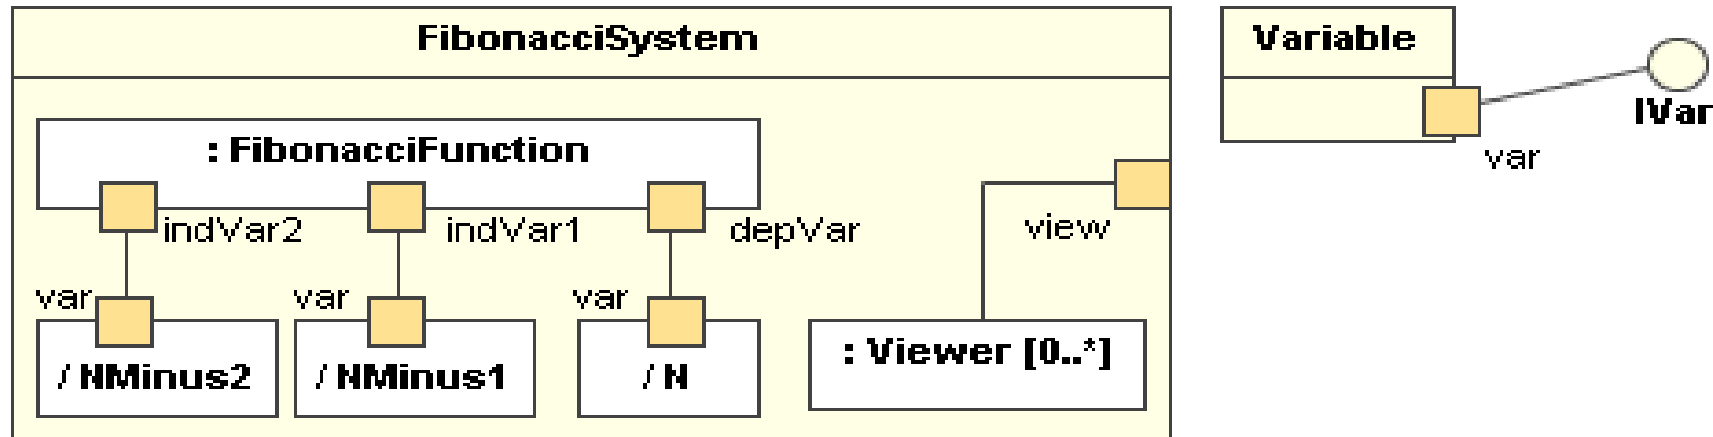 FibonacciSystem
: FibonacciFunction
indVar2
indVar1
depVar
view
var
var
var
/ NMinus2
/ NMinus1
/ N
: Viewer [0..*]
Variable
IVar
var